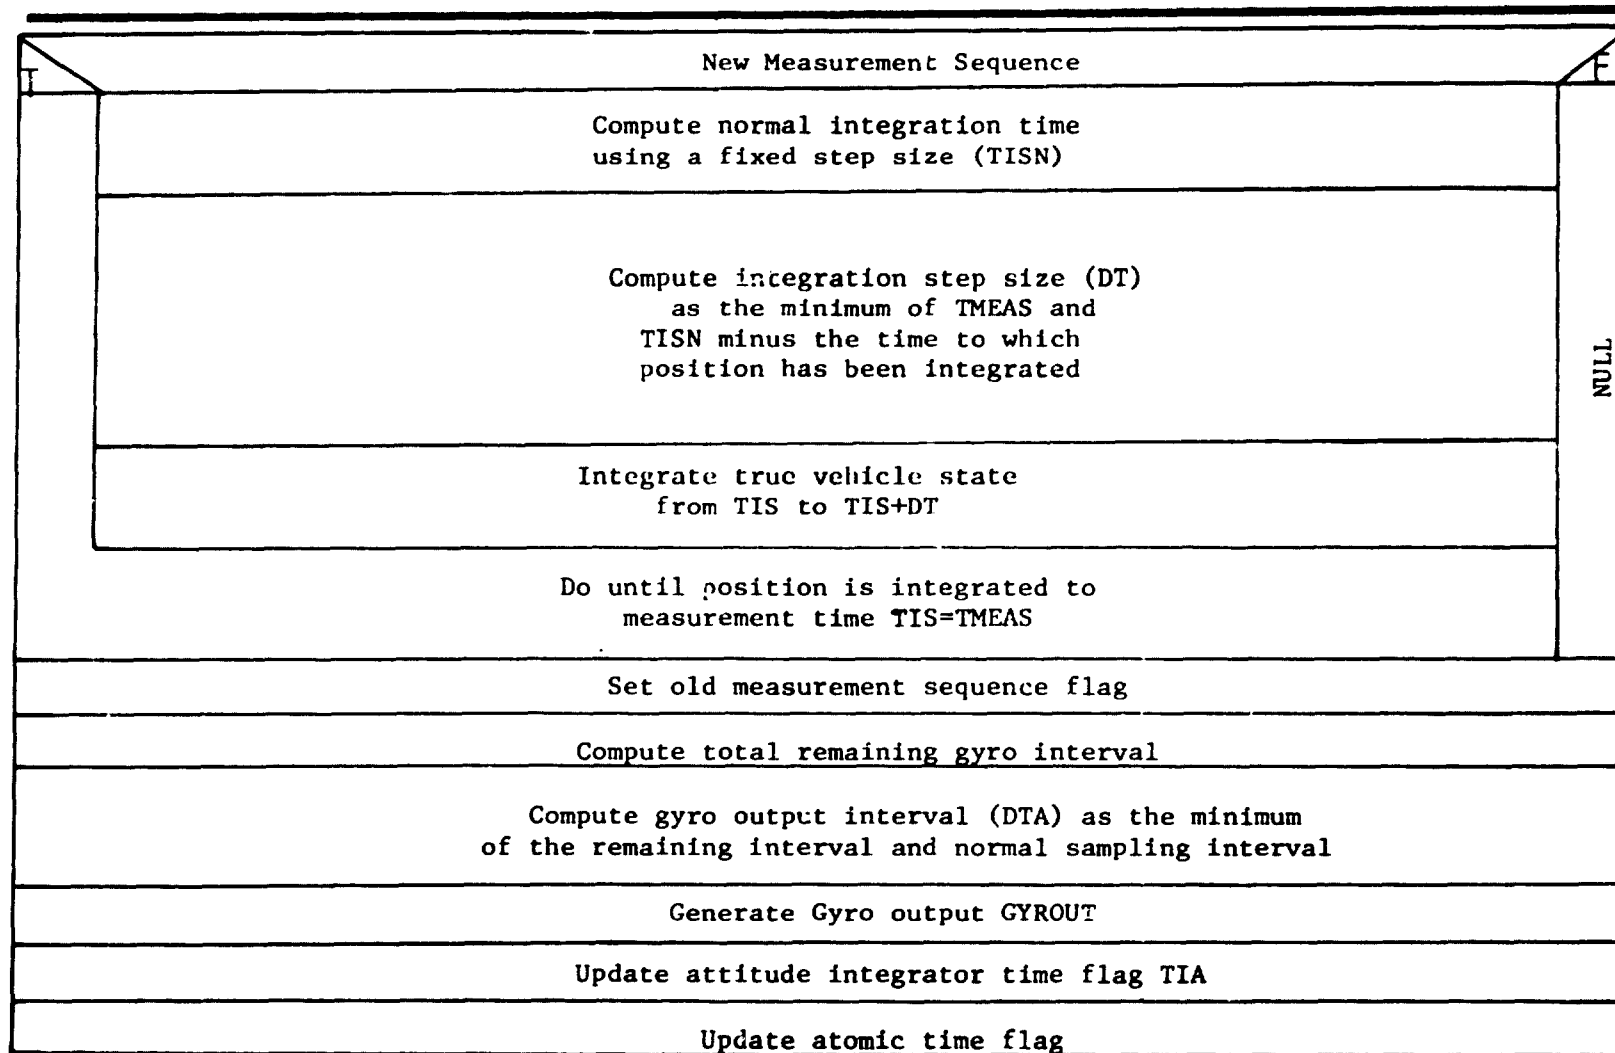 New Measurement Sequence
T
F
Compute normal integration time
using a fixed step size (TISN)
Compute integration step size (DT)
as the minimum of TMEAS and
TISN minus the time to which
position has been integrated
NULL
Integrate true vehicle state
from TIS to TIS+DT
Do until position is integrated to
measurement time TIS=TMEAS
Set old measurement sequence flag
Compute total remaining gyro interval
Compute gyro output interval (DTA) as the minimum
of the remaining interval and normal sampling interval
Generate Gyro output GYROUT
Update attitude integrator time flag TIA
Update atomic time flag